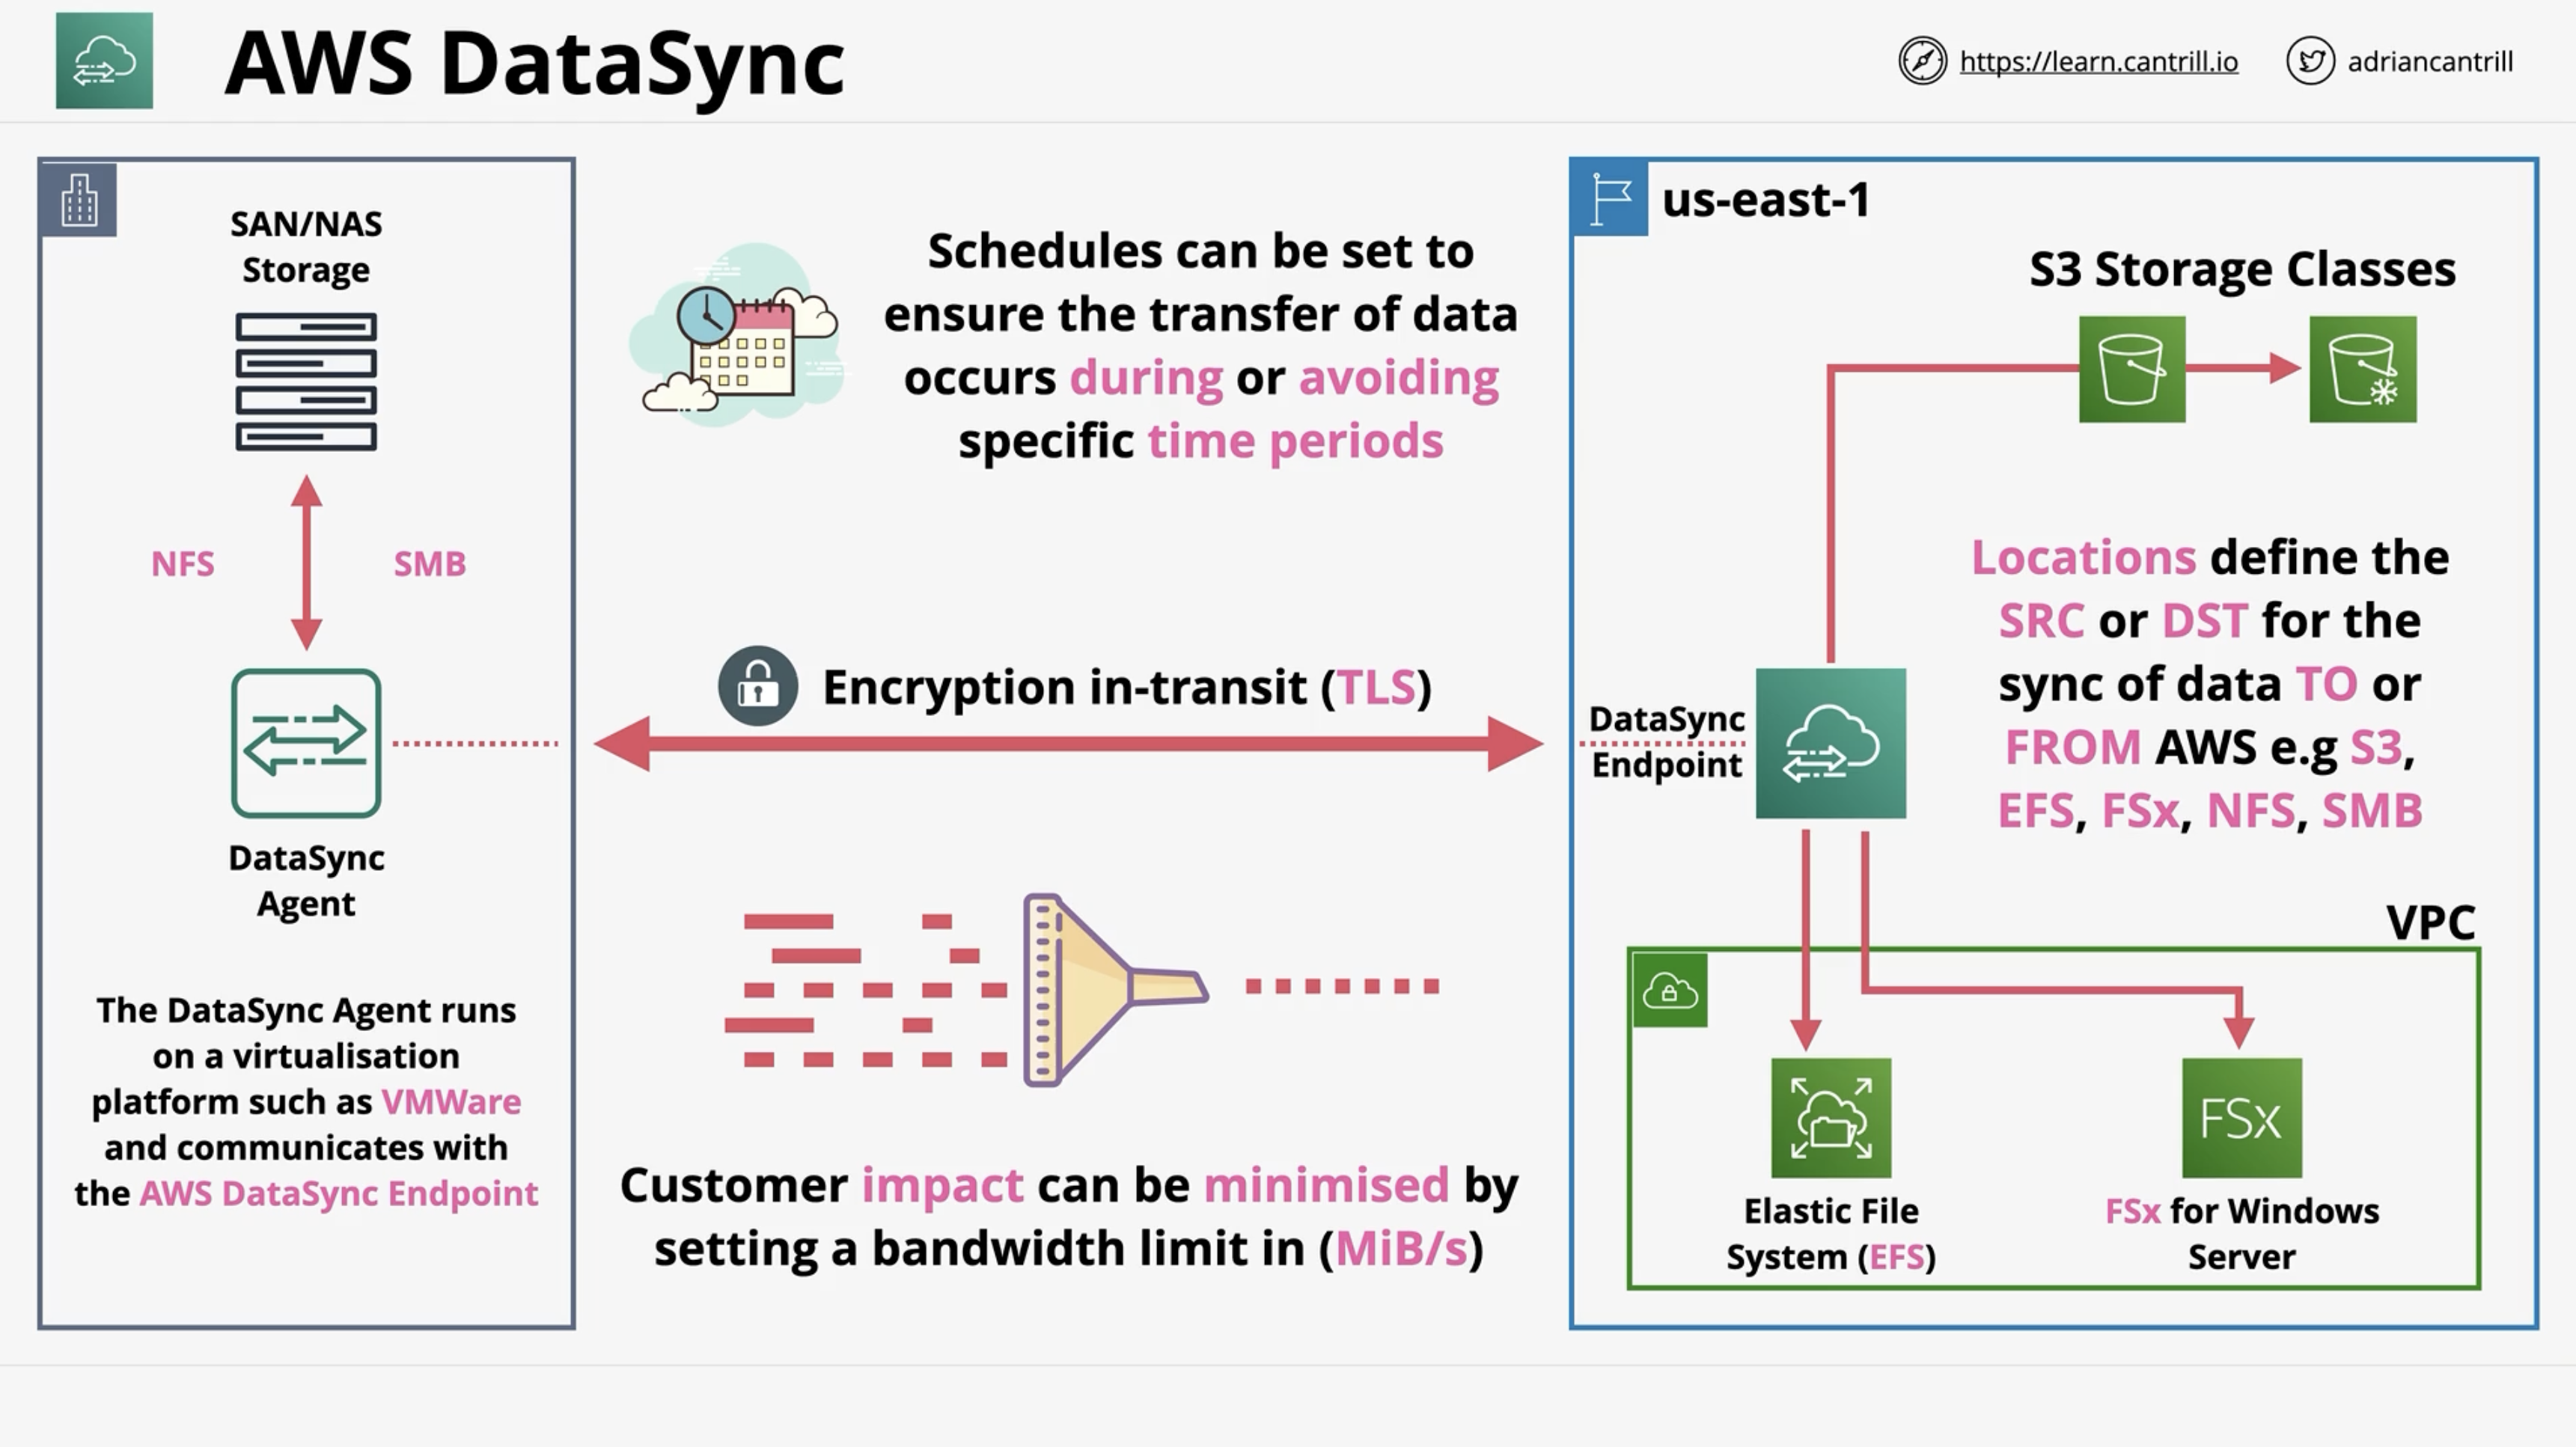 AWS DataSync
https://learn.cantrill.io
adriancantrill
SAN/NAS
Storage
NFS
SMB
DataSync
Agent
The DataSync Agent runs
on a virtualisation
platform such as VMWare
and communicates with
the AWS DataSync Endpoint
Schedules can be set to
ensure the transfer of data
occurs during or avoiding
specific time periods
Encryption in-transit (TLS)
Customer impact can be minimised by
setting a bandwidth limit in (MiB/s)
us-east-1
S3 Storage Classes
Locations define the
SRC or DST for the
sync of data TO or
FROM AWS e.g S3,
EFS, FSx, NFS, SMB
DataSync
Endpoint
VPC
Elastic File
System (EFS)
FSx
FSx for Windows
Server